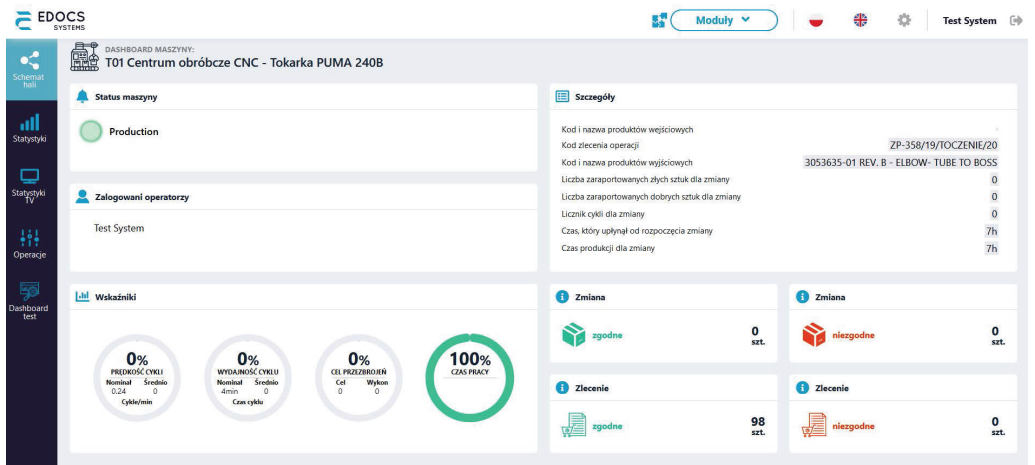 EDOCS
SYSTEMS
Moduły
Test System
Schemat
hali
Statystyki
Statystyki
TV
Operacje
Dashboard
test
DASHBOARD MASZYNY:
T01 Centrum obróbcze CNC - Tokarka PUMA 240B
Status maszyny
Production
Zalogowani operatorzy
Test System
Szczegóły
Kod i nazwa produktów wejściowych -
Kod zlecenia operacji ZP-358/19/TOCZENIE/20
Kod i nazwa produktów wyjściowych 3053635-01 REV. B - ELBOW- TUBE TO BOSS
Liczba zaraportowanych złych sztuk dla zmiany 0
Liczba zaraportowanych dobrych sztuk dla zmiany 0
Licznik cykli dla zmiany 0
Czas, który upłynął od rozpoczęcia zmiany 7h
Czas produkcji dla zmiany 7h
Wskaźniki
0%
PRĘDKOŚĆ CYKLI
Nominał Średnio
0.24 0
Cykle/min
0%
WYDAJNOŚĆ CYKLU
Nominał Średnio
4min 0
Czas cyklu
0%
CEL PRZEZBROJEŃ
Cel Wykon
0 0
100%
CZAS PRACY
Zmiana
zgodne 0
szt.
Zmiana
niezgodne 0
szt.
Zlecenie
zgodne 98
szt.
Zlecenie
niezgodne 0
szt.